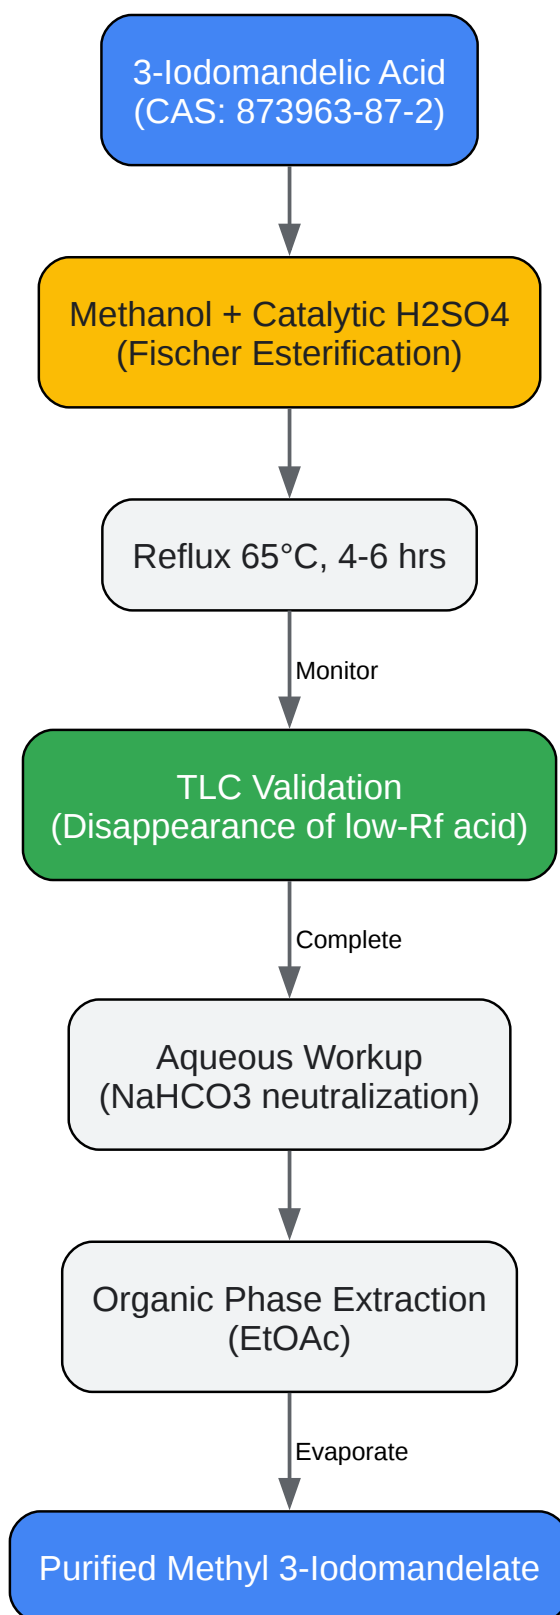 3-Iodomandelic Acid
(CAS: 873963-87-2)
Methanol + Catalytic H2SO4
(Fischer Esterification)
Reflux 65°C, 4-6 hrs
Monitor
TLC Validation
(Disappearance of low-Rf acid)
Complete
Aqueous Workup
(NaHCO3 neutralization)
Organic Phase Extraction
(EtOAc)
Evaporate
Purified Methyl 3-Iodomandelate